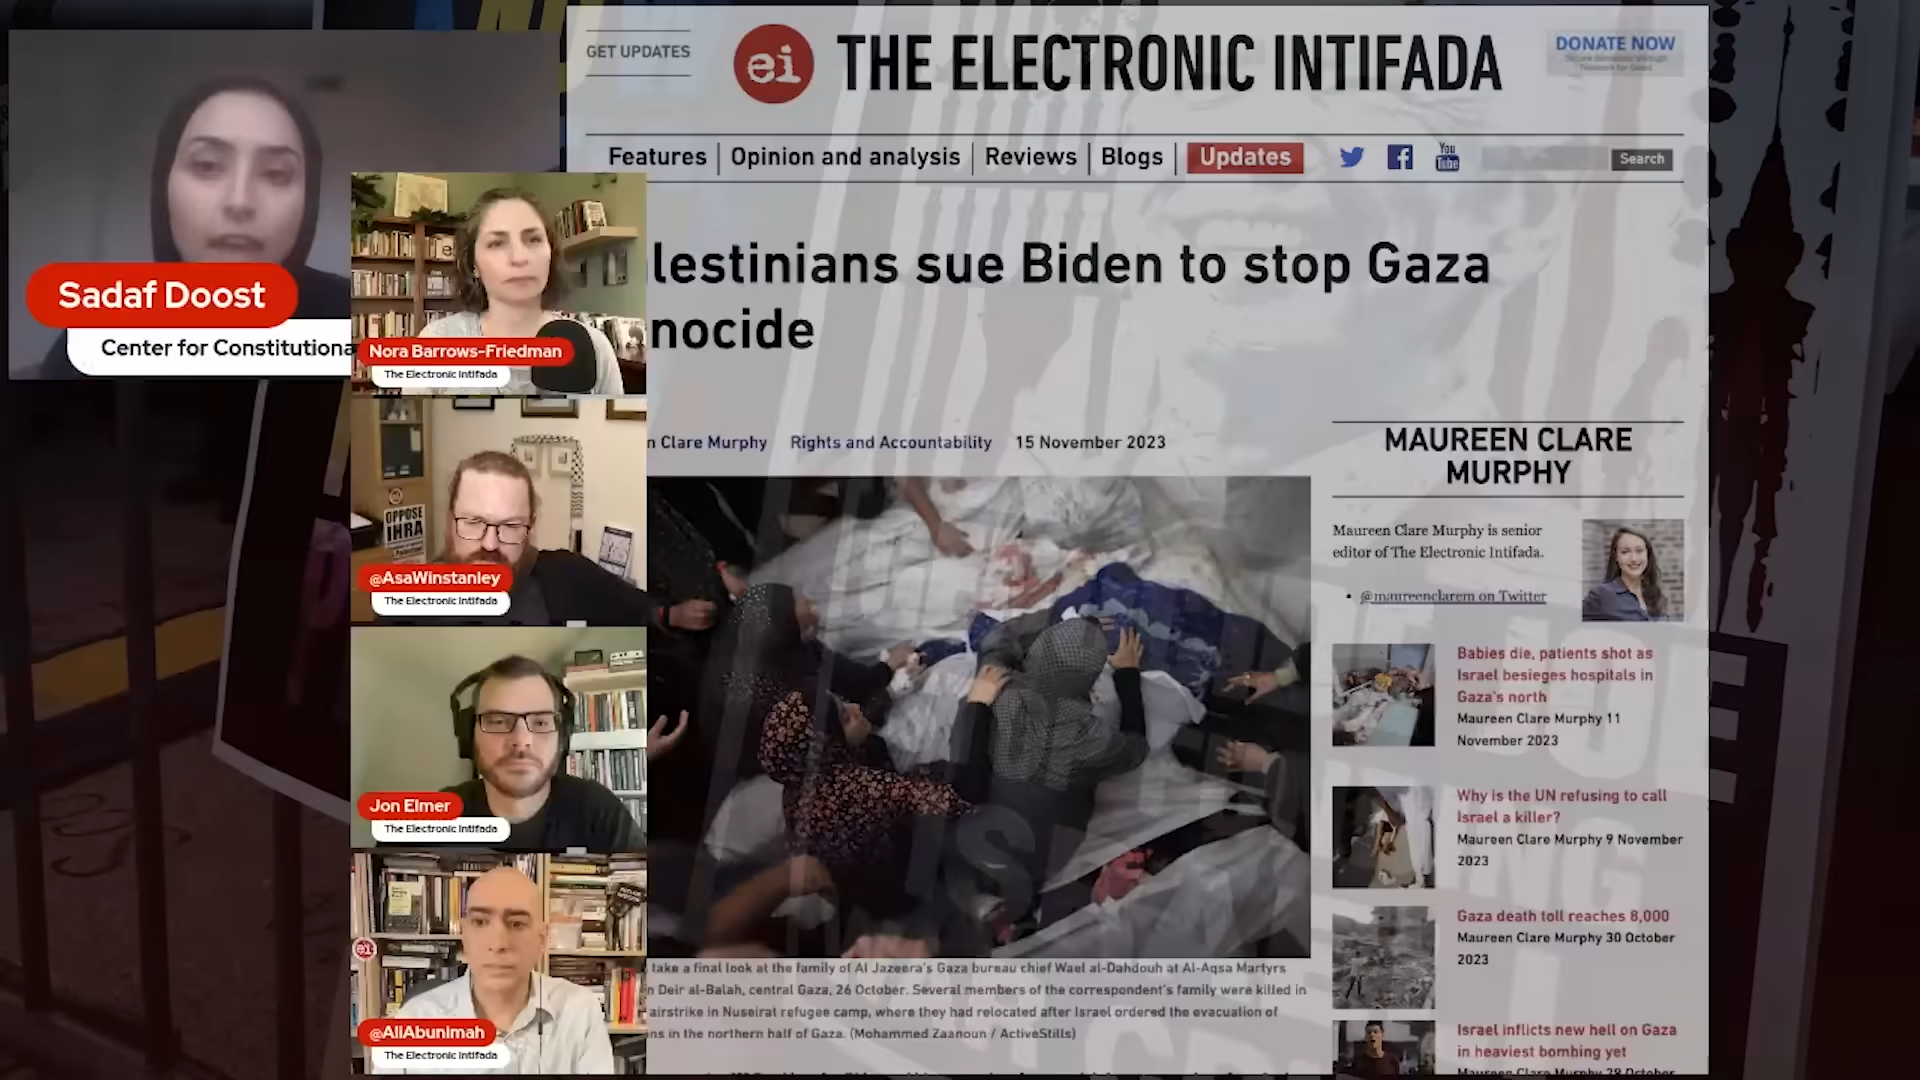 GET UPDATES
ei
THE ELECTRONIC INTIFADA
DONATE NOW
Features
Opinion and analysis
Reviews
Blogs
Updates
You
Tube
Search
lestinians sue Biden to stop Gaza
nocide
n Clare Murphy
Rights and Accountability
15 November 2023
Sadaf Doost
Center for Constitutiona
Nora Barrows-Friedman
The Electronic Intifada
OPPOSE
IHRA
@AsaWinstanley
The Electronic Intifada
Jon Elmer
The Electronic Intifada
ei
@AliAbunimah
The Electronic Intifada
take a final look at the family of Al Jazeera's Gaza bureau chief Wael al-Dahdouh at Al-Aqsa Martyrs
n Deir al-Balah, central Gaza, 26 October. Several members of the correspondent's family were killed in
airstrike in Nuseirat refugee camp, where they had relocated after Israel ordered the evacuation of
ns in the northern half of Gaza. (Mohammed Zaanoun / ActiveStills)
MAUREEN CLARE
MURPHY
Maureen Clare Murphy is senior
editor of The Electronic Intifada.
@maureenclarem on Twitter
Babies die, patients shot as
Israel besieges hospitals in
Gaza's north
Maureen Clare Murphy 11
November 2023
Why is the UN refusing to call
Israel a killer?
Maureen Clare Murphy 9 November
2023
Gaza death toll reaches 8,000
Maureen Clare Murphy 30 October
2023
Israel inflicts new hell on Gaza
in heaviest bombing yet
Maureen Clare Murphy 28 October